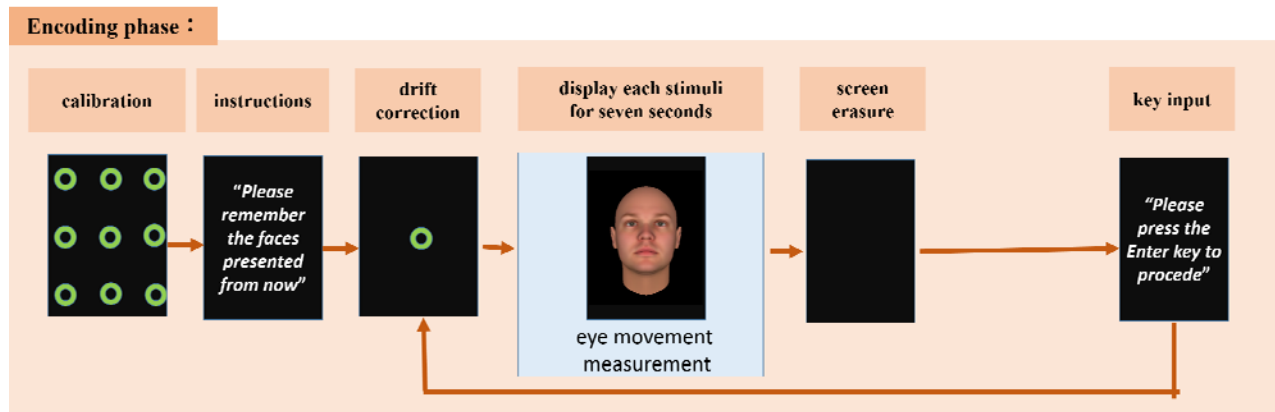 Encoding phase：
calibration
instructions
drift
correction
display each stimuli
for seven seconds
screen
erasure
key input
“Please
remember
the faces
presented
from now”
eye movement
measurement
“Please
press the
Enter key to
procede”